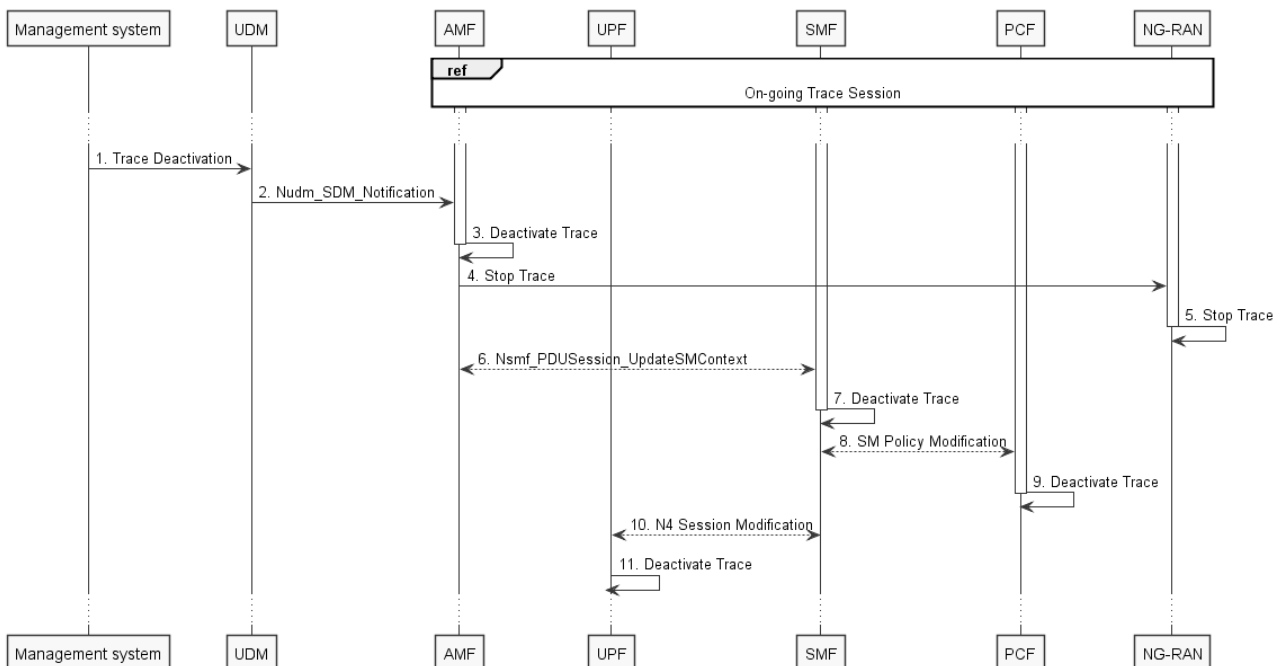 Management system
UDM
AMF
UPF
SMF
PCF
NG-RAN
ref
On-going Trace Session
1. Trace Deactivation
2. Nudm_SDM_Notification
3. Deactivate Trace
4. Stop Trace
5. Stop Trace
6. Nsmf_PDUSession_UpdateSMContext
7. Deactivate Trace
8. SM Policy Modification
9. Deactivate Trace
10. N4 Session Modification
11. Deactivate Trace
Management system
UDM
AMF
UPF
SMF
PCF
NG-RAN